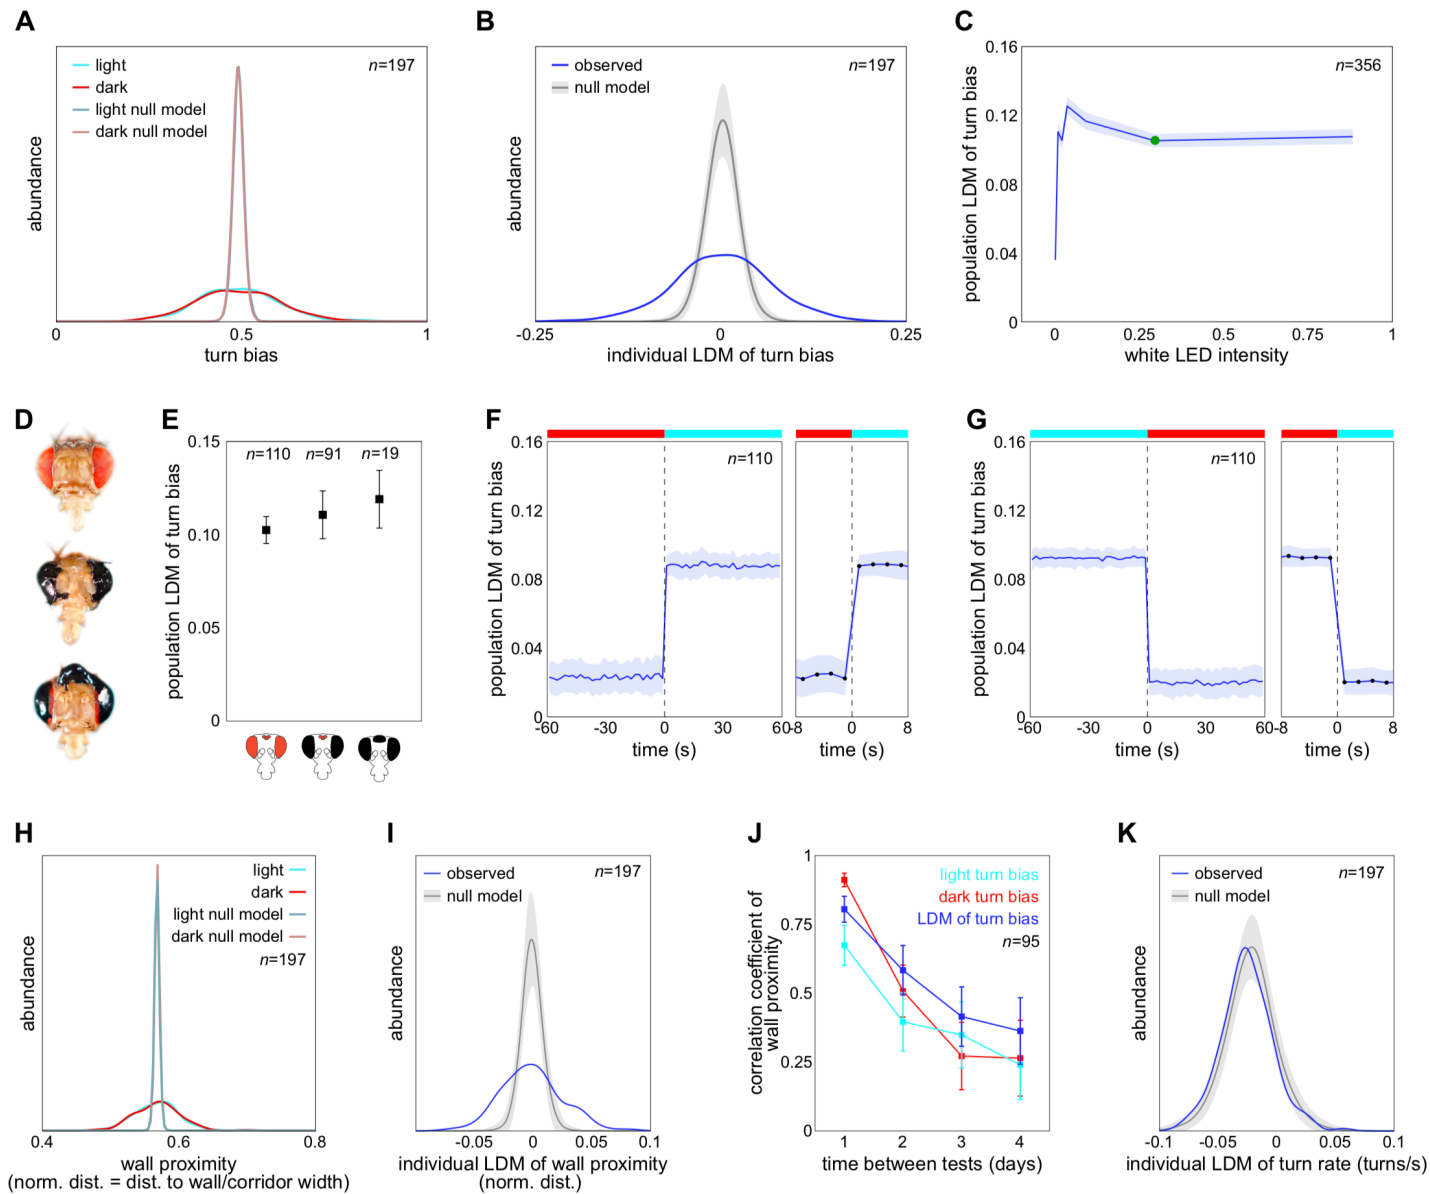 A
light
dark
light null model
dark null model
n=197
abundance
0
0.5
1
turn bias
B
observed
null model
n=197
abundance
-0.25
0
0.25
individual LDM of turn bias
C
n=356
population LDM of turn bias
0.16
0.12
0.08
0.04
0
0
0.25
0.5
0.75
1
white LED intensity
D
E
population LDM of turn bias
0.15
0.10
0.05
0
n=110
n=91
n=19
F
population LDM of turn bias
0.16
0.12
0.08
0.04
0
n=110
-60
-30
0
30
60
time (s)
-8
0
8
time (s)
G
population LDM of turn bias
0.16
0.12
0.08
0.04
0
n=110
-60
-30
0
30
60
time (s)
-8
0
8
time (s)
H
light
dark
light null model
dark null model
n=197
abundance
0.4
0.6
0.8
wall proximity
(norm. dist. = dist. to wall/corridor width)
I
observed
null model
n=197
abundance
-0.05
0
0.05
0.1
individual LDM of wall proximity
(norm. dist.)
J
light turn bias
dark turn bias
LDM of turn bias
n=95
correlation coefficient of
wall proximity
1
0.75
0.5
0.25
0
1
2
3
4
time between tests (days)
K
observed
null model
n=197
abundance
-0.1
-0.05
0
0.05
0.1
individual LDM of turn rate (turns/s)